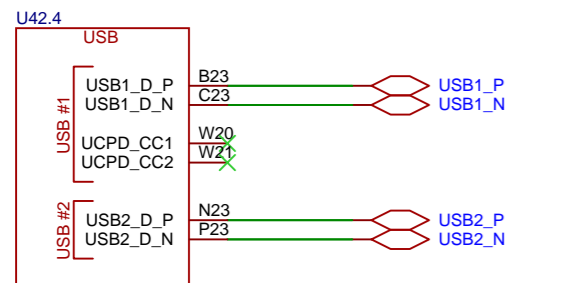 U42.4
USB
USB #1
USB1_D_P B23 USB1_P
USB1_D_N C23 USB1_N
UCPD_CC1 W20
UCPD_CC2 W21
USB #2
USB2_D_P N23 USB2_P
USB2_D_N P23 USB2_N